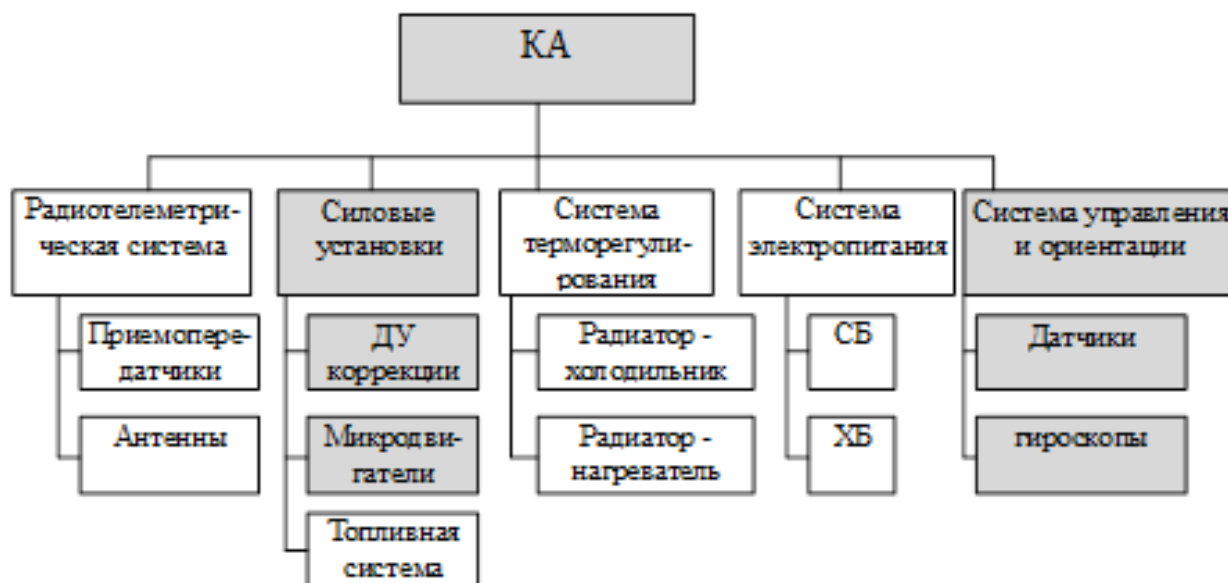 КА
Радиотелеметри-
ческая система
Силовые
установки
Система
терморегули-
рования
Система
электропитания
Система управления
и ориентации
Приемопере-
датчики
Антенны
ДУ
коррекции
Микродви-
гатели
Топливная
система
Радиатор -
холодильник
Радиатор -
нагреватель
СБ
ХБ
Датчики
гироскопы